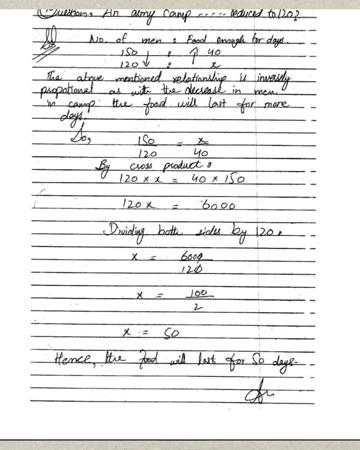 Question: An army camp ----- reduced to 120?
Sol
No. of men : Food enough for days.
150 ↓ : ↑ 40
120 ↓ : x
The above mentioned relationship is inversly
propotional as with the decrease in men
in camp the food will last for more
days.
So,
150/120 = x/40
By cross product:
120 × x = 40 × 150
120x = 6000
Dividing both sides by 120.
x = 6000/120
x = 100/2
x = 50
Hence, the food will last for 50 days.